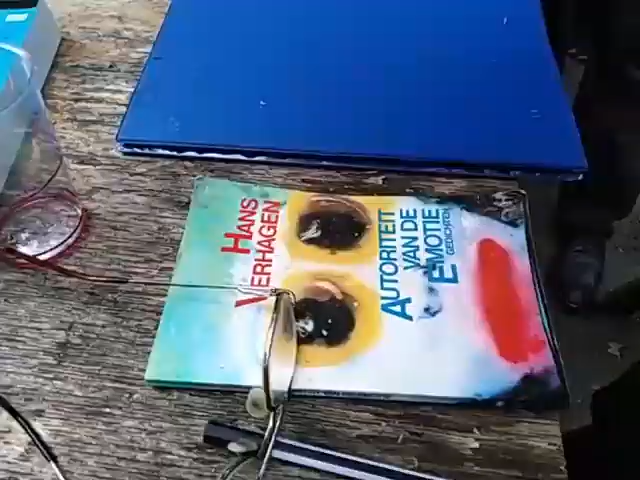 HANS
VERHAGEN
AUTORITEIT
VAN DE
EMOTIE
GEDICHTEN